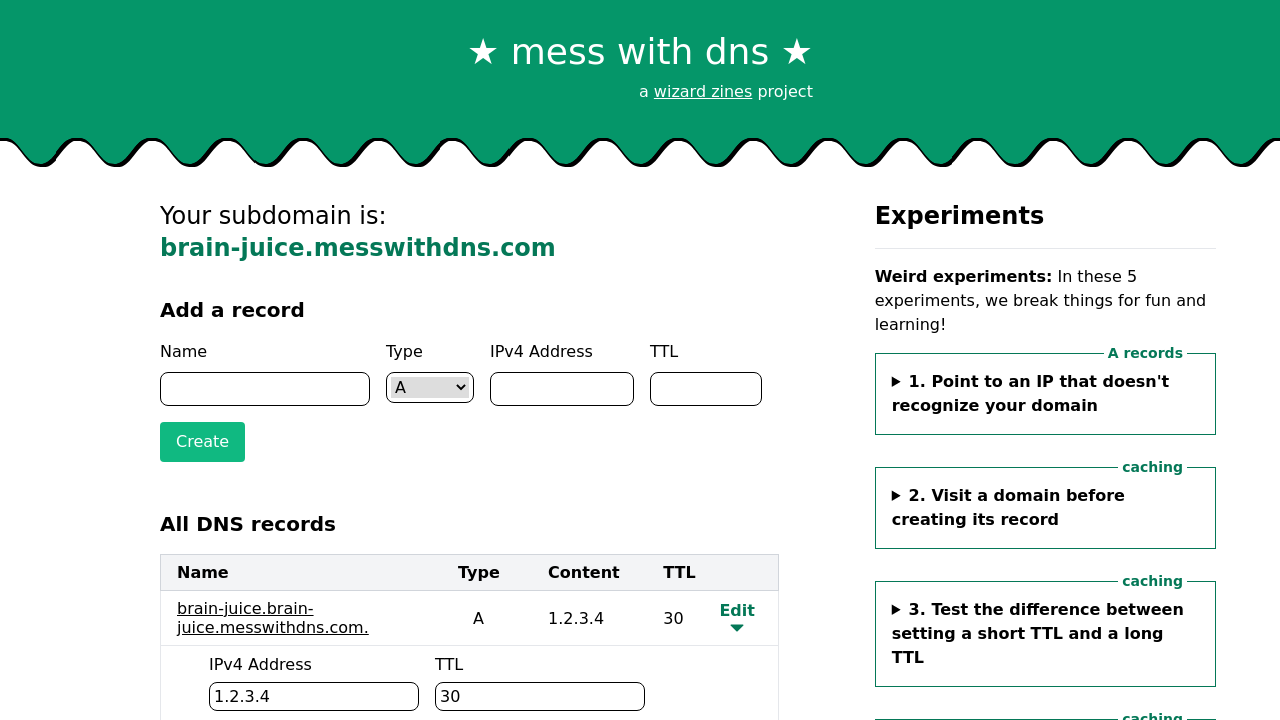 ★ mess with dns ★
a wizard zines project
Your subdomain is:
brain-juice.messwithdns.com
Add a record
Name
Type
IPv4 Address
TTL
A
Create
All DNS records
Name Type Content TTL
brain-juice.brain-
juice.messwithdns.com. A 1.2.3.4 30 Edit
IPv4 Address TTL
1.2.3.4 30
Experiments
Weird experiments: In these 5
experiments, we break things for fun and
learning!
A records
1. Point to an IP that doesn't
recognize your domain
caching
2. Visit a domain before
creating its record
caching
3. Test the difference between
setting a short TTL and a long
TTL
caching